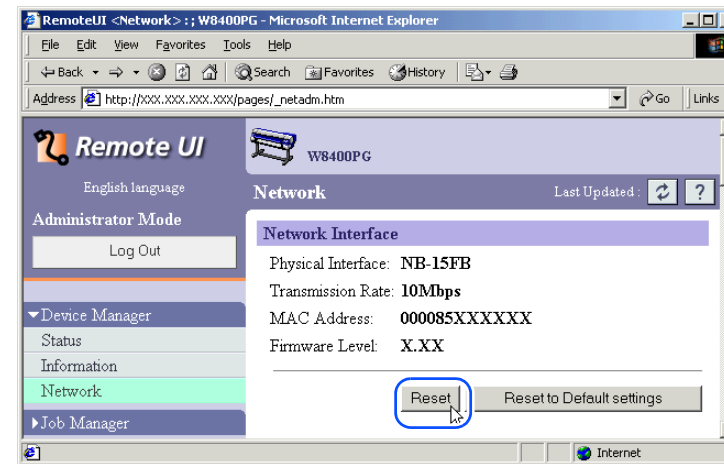 RemoteUI <Network> : ; W8400PG - Microsoft Internet Explorer
File Edit View Favorites Tools Help
Back Search Favorites History
Address http://XXX.XXX.XXX.XXX/pages/_netadm.htm Go Links
Remote UI
W8400PG
English language
Network Last Updated : ?
Administrator Mode
Log Out
Network Interface
Physical Interface: NB-15FB
Transmission Rate: 10Mbps
MAC Address: 000085XXXXXX
Firmware Level: X.XX
Device Manager
Status
Information
Network
Reset Reset to Default settings
Job Manager
Internet